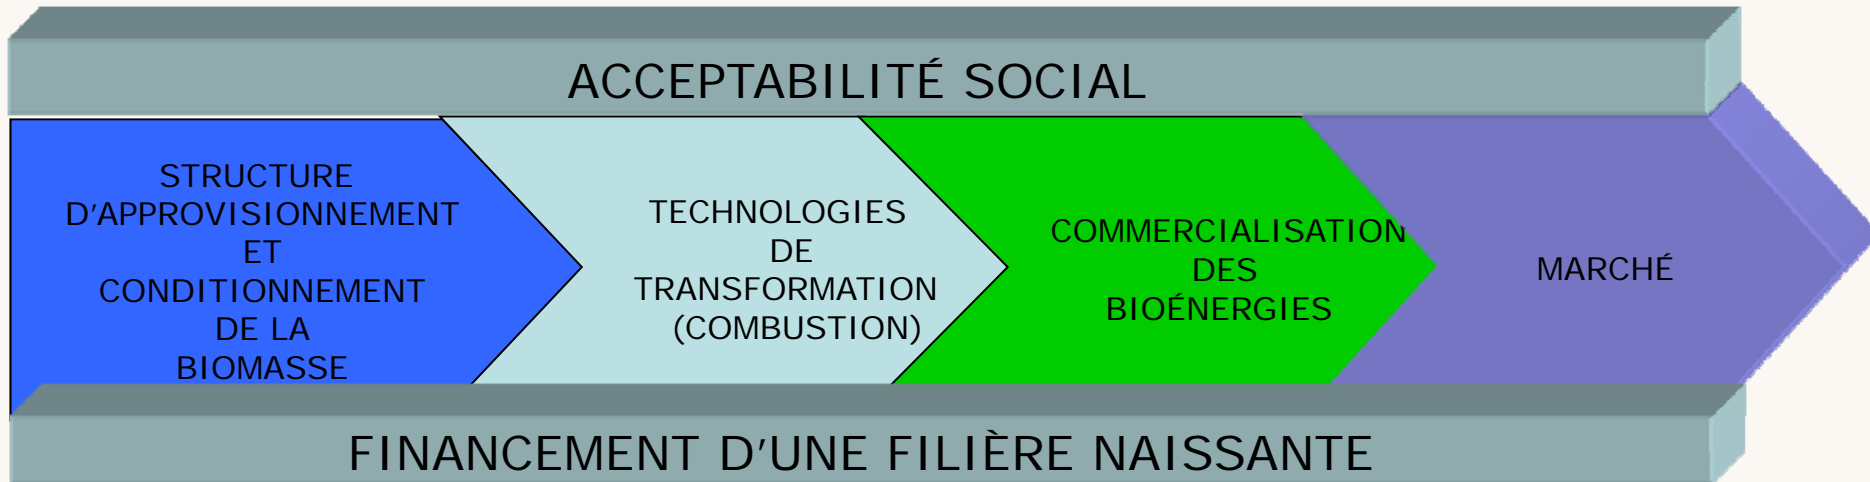 ACCEPTABILITÉ SOCIAL
STRUCTURE
D'APPROVISIONNEMENT
ET
CONDITIONNEMENT
DE LA
BIOMASSE
TECHNOLOGIES
DE
TRANSFORMATION
(COMBUSTION)
COMMERCIALISATION
DES
BIOÉNERGIES
MARCHÉ
FINANCEMENT D'UNE FILIÈRE NAISSANTE